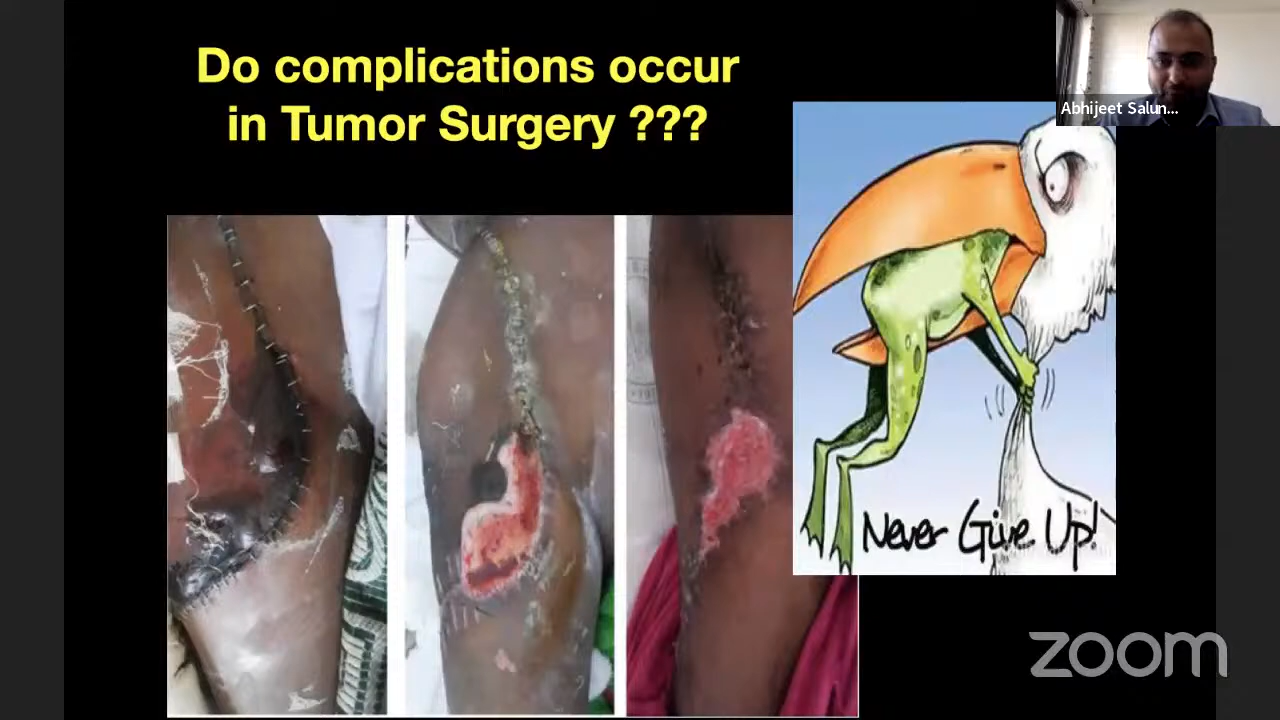 Do complications occur
in Tumor Surgery ???
Abhijeet Salun...
Never Give Up!
zoom